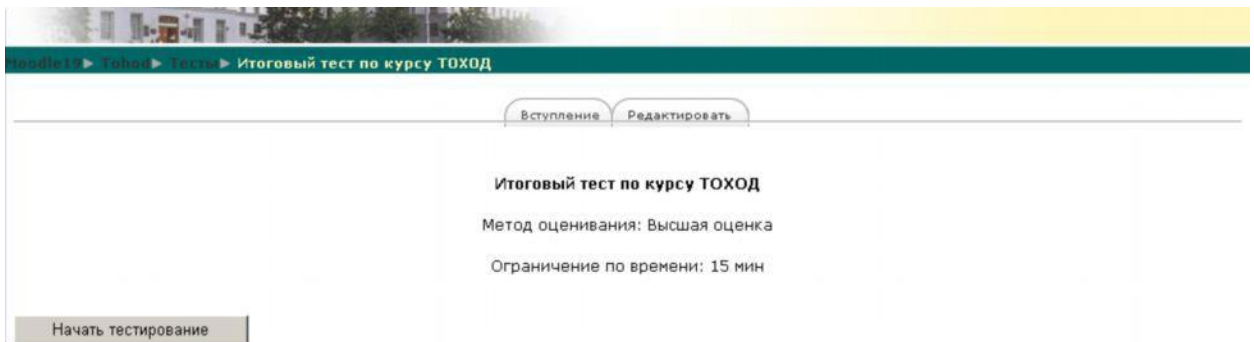 Moodle19► Tohod► Тесты► Итоговый тест по курсу ТОХОД
Вступление Редактировать
Итоговый тест по курсу ТОХОД
Метод оценивания: Высшая оценка
Ограничение по времени: 15 мин
Начать тестирование